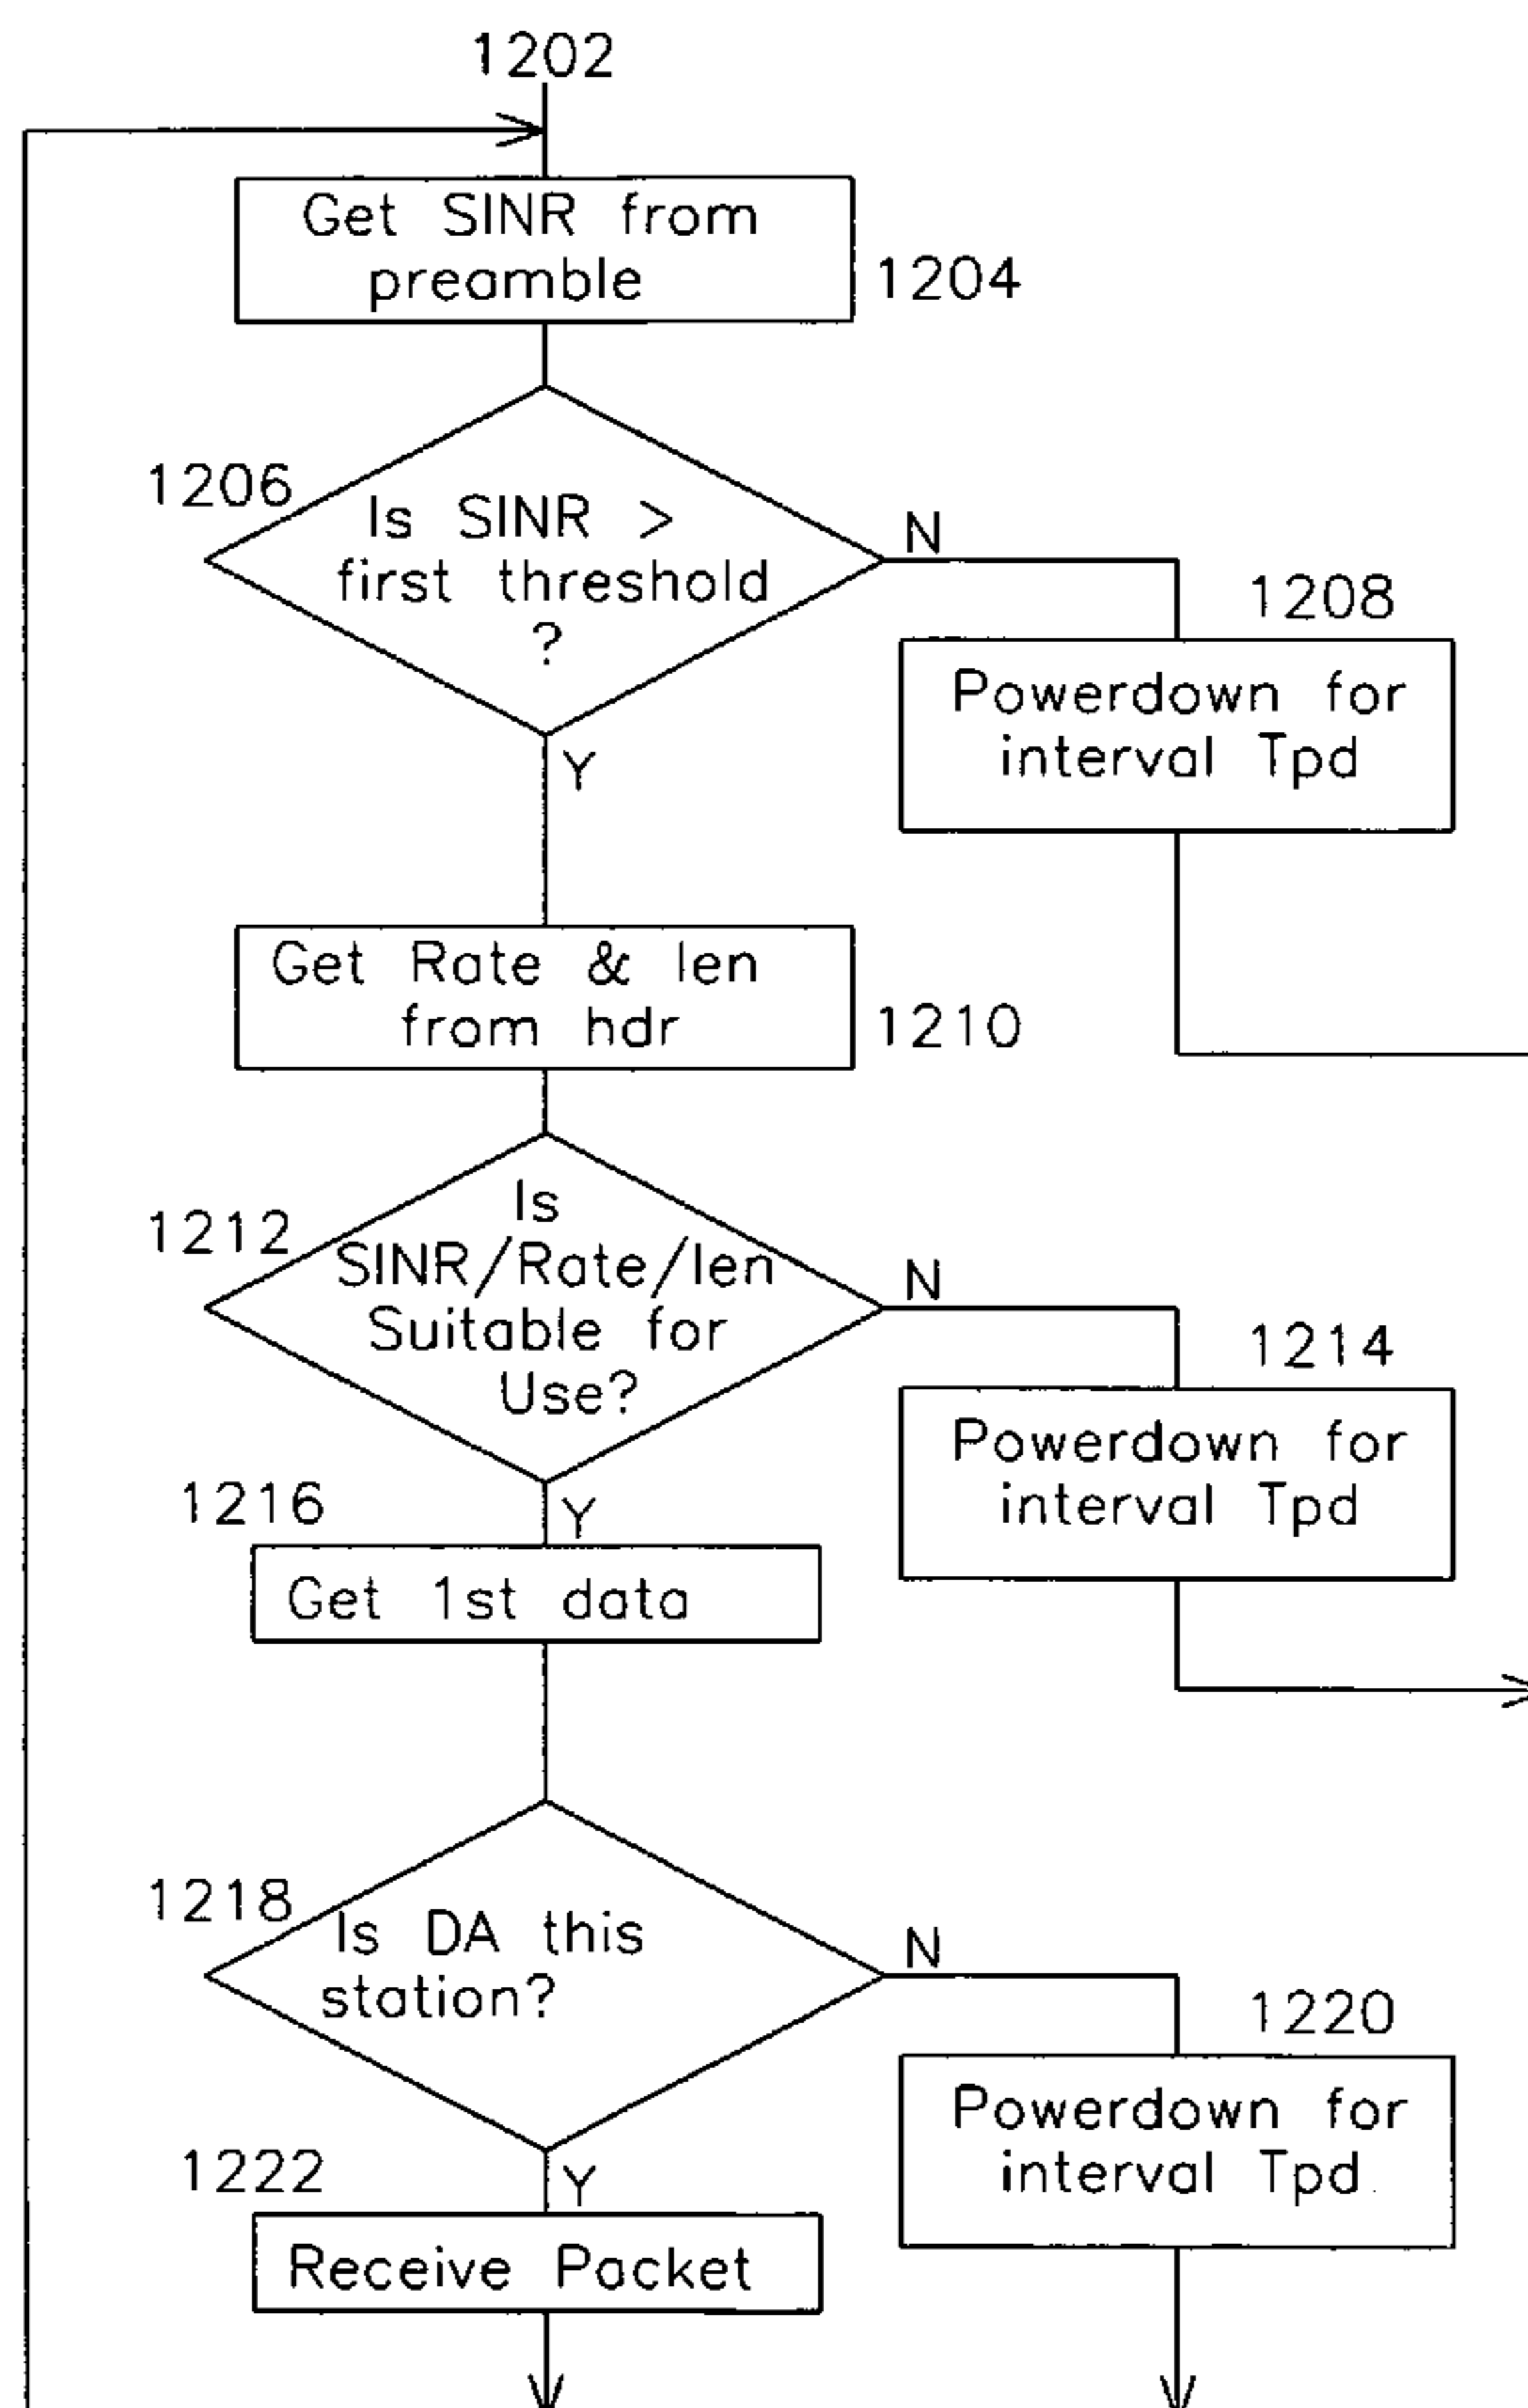 1202
Get SINR from
preamble
1204
1206
Is SINR >
first threshold
?
N
1208
Powerdown for
interval Tpd
Y
Get Rate & len
from hdr
1210
1212
Is
SINR/Rate/len
Suitable for
Use?
N
1214
Powerdown for
interval Tpd
1216
Y
Get 1st data
1218
Is DA this
station?
N
1220
Powerdown for
interval Tpd
1222
Y
Receive Packet